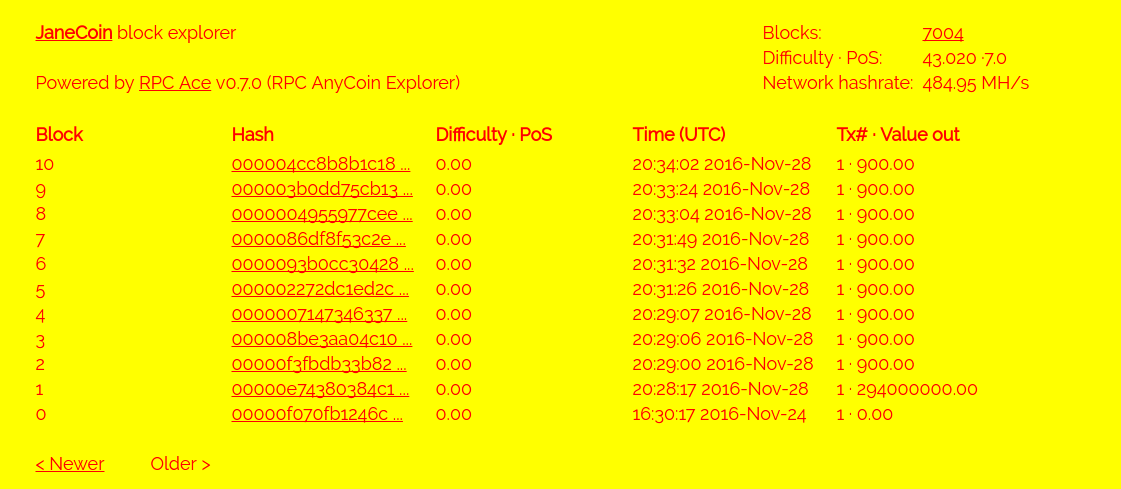 JaneCoin block explorer
Blocks: 7004
Difficulty · PoS: 43.020 ·7.0
Powered by RPC Ace v0.7.0 (RPC AnyCoin Explorer)
Network hashrate: 484.95 MH/s
Block Hash Difficulty · PoS Time (UTC) Tx# · Value out
10 000004cc8b8b1c18 ... 0.00 20:34:02 2016-Nov-28 1 · 900.00
9 000003b0dd75cb13 ... 0.00 20:33:24 2016-Nov-28 1 · 900.00
8 0000004955977cee ... 0.00 20:33:04 2016-Nov-28 1 · 900.00
7 0000086df8f53c2e ... 0.00 20:31:49 2016-Nov-28 1 · 900.00
6 0000093b0cc30428 ... 0.00 20:31:32 2016-Nov-28 1 · 900.00
5 000002272dc1ed2c ... 0.00 20:31:26 2016-Nov-28 1 · 900.00
4 0000007147346337 ... 0.00 20:29:07 2016-Nov-28 1 · 900.00
3 000008be3aa04c10 ... 0.00 20:29:06 2016-Nov-28 1 · 900.00
2 00000f3fbdb33b82 ... 0.00 20:29:00 2016-Nov-28 1 · 900.00
1 00000e74380384c1 ... 0.00 20:28:17 2016-Nov-28 1 · 294000000.00
0 00000f070fb1246c ... 0.00 16:30:17 2016-Nov-24 1 · 0.00
< Newer Older >